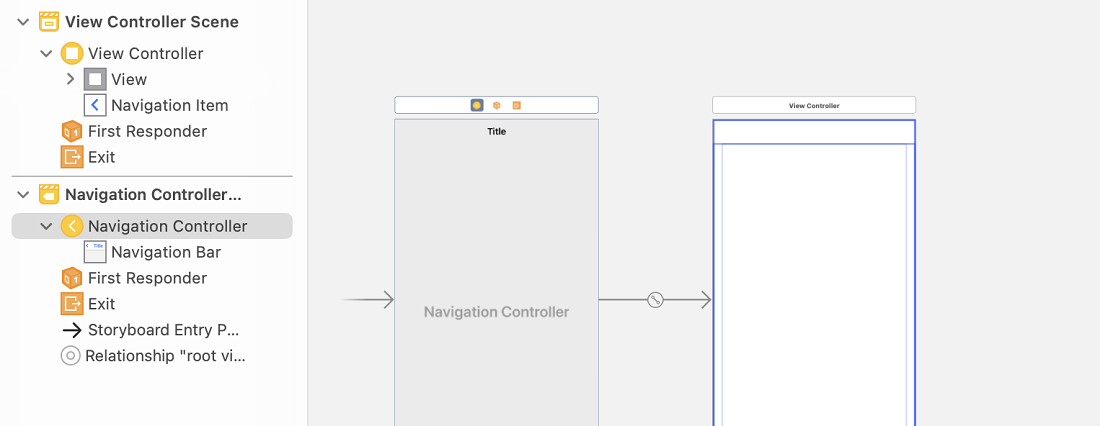 View Controller Scene
View Controller
View
Navigation Item
First Responder
Exit
Navigation Controller...
Navigation Controller
Navigation Bar
First Responder
Exit
Storyboard Entry P...
Relationship "root vi...
Title
Navigation Controller
View Controller